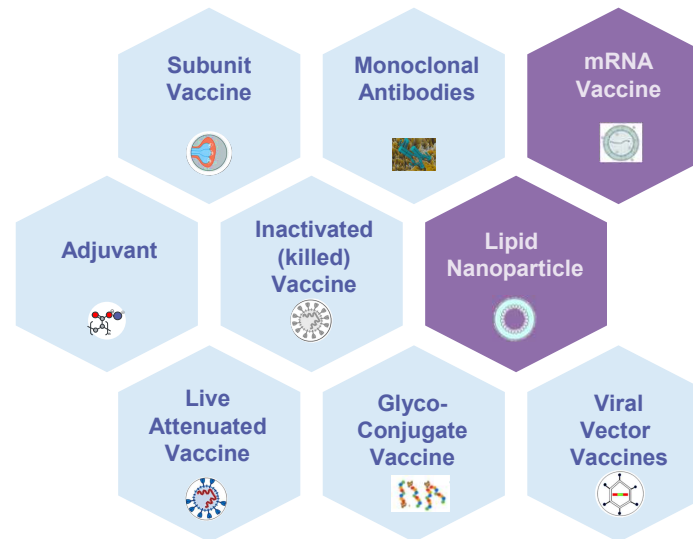 Subunit
Vaccine
Monoclonal
Antibodies
mRNA
Vaccine
Adjuvant
Inactivated
(killed)
Vaccine
Lipid
Nanoparticle
Live
Attenuated
Vaccine
Glyco-
Conjugate
Vaccine
Viral
Vector
Vaccines